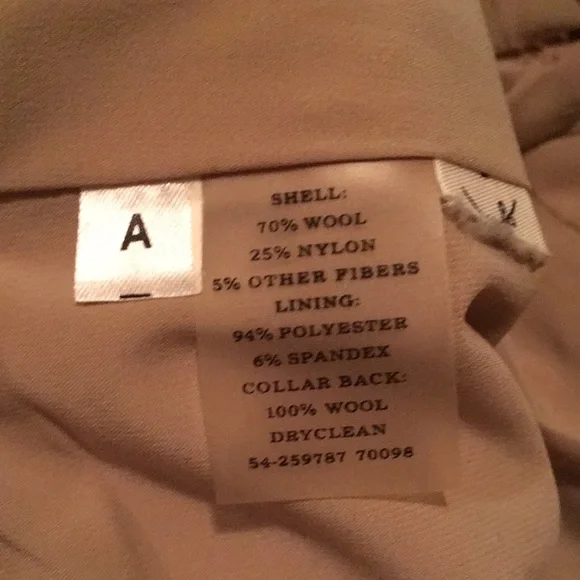 A
SHELL:
70% WOOL
25% NYLON
5% OTHER FIBERS
LINING:
94% POLYESTER
6% SPANDEX
COLLAR BACK:
100% WOOL
DRYCLEAN
54-259787 70098